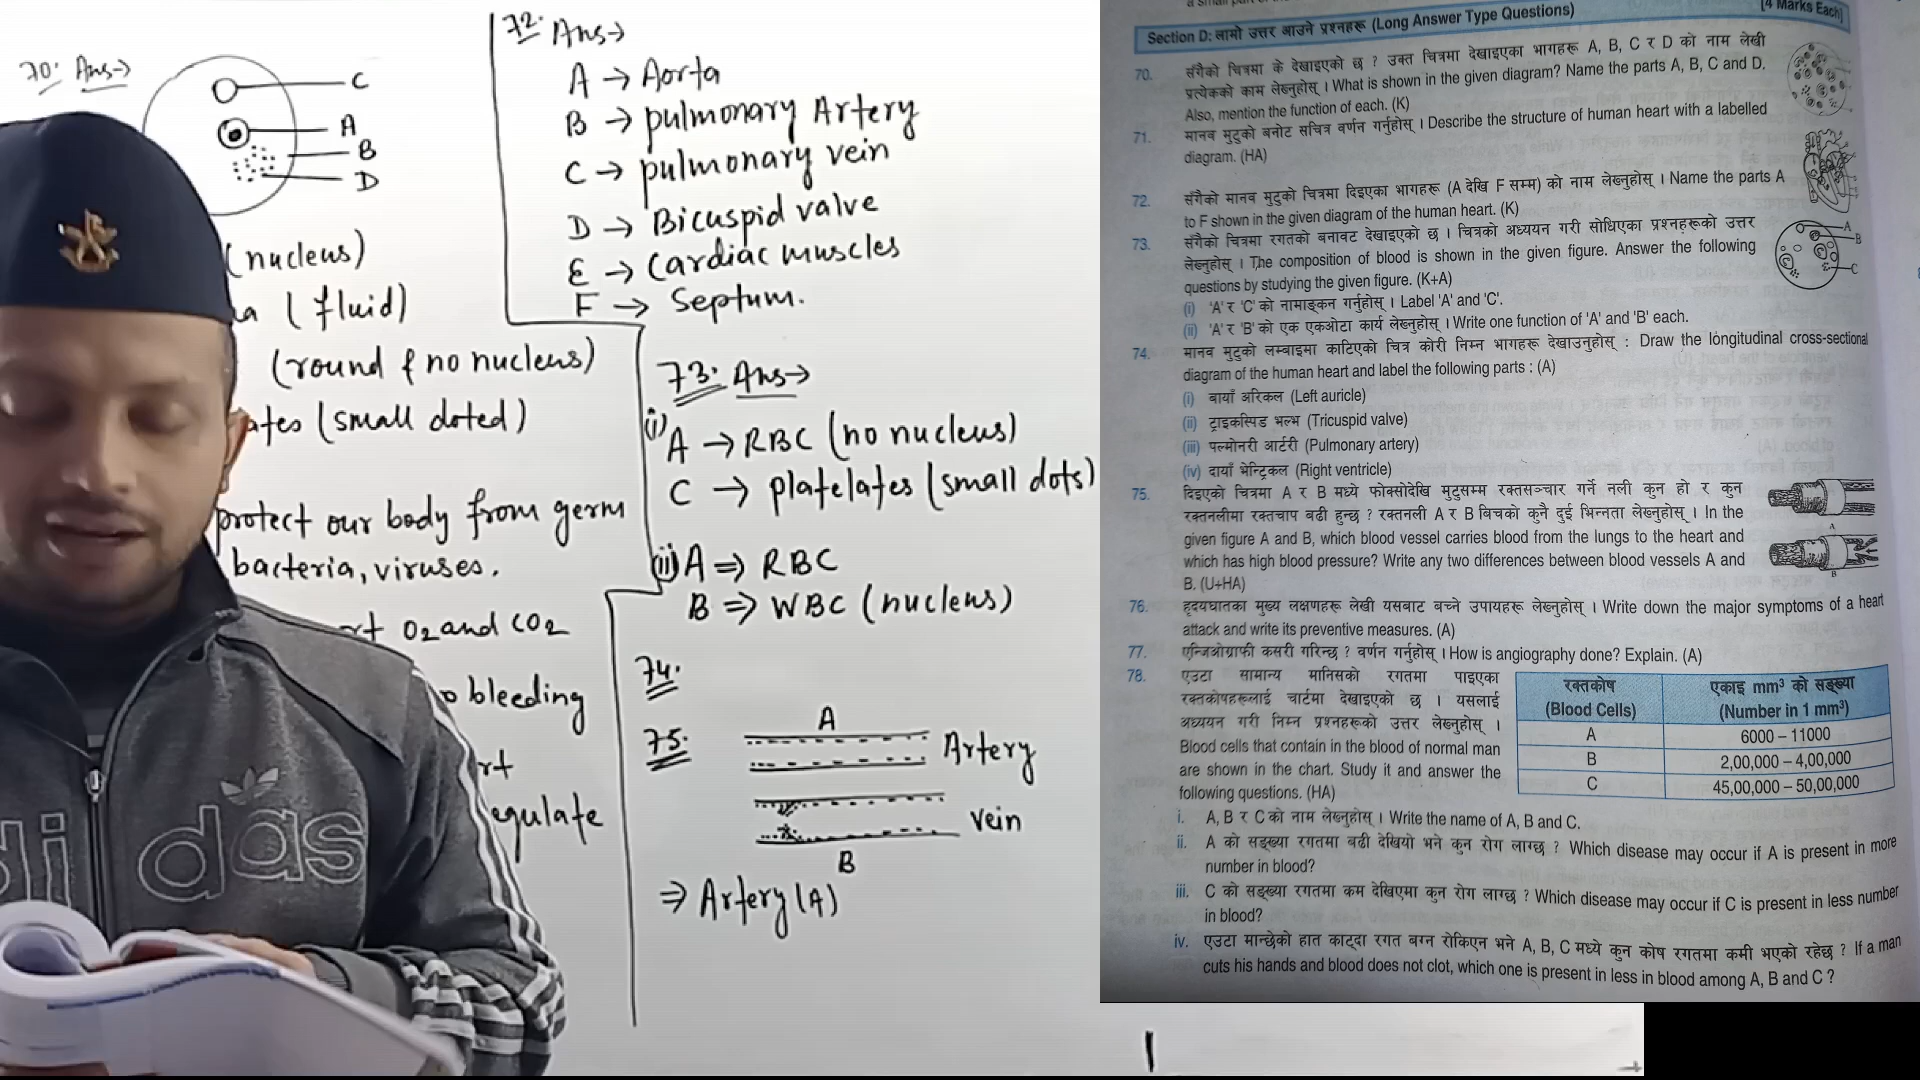 70. Ans→
C
A
B
D
(nucleus)
(fluid)
(round & no nucleus)
(small doted)
protect our body from germ
bacteria, viruses.
O2 and CO2
bleeding
egulate
adidas
72. Ans→
A → Aorta
B → pulmonary Artery
C → pulmonary vein
D → Bicuspid valve
E → Cardiac muscles
F → Septum.
73. Ans→
(i) A → RBC (no nucleus)
C → platelates (small dots)
(ii) A ⇒ RBC
B ⇒ WBC (nucleus)
74.
75.
A
Artery
vein
B
⇒ Artery (A)
Section D: लामो उत्तर आउने प्रश्नहरू (Long Answer Type Questions)
[4 Marks Each]
70. सँगैको चित्रमा के देखाइएको छ ? उक्त चित्रमा देखाइएका भागहरू A, B, C र D को नाम लेखी
प्रत्येकको काम लेख्नुहोस् । What is shown in the given diagram? Name the parts A, B, C and D.
Also, mention the function of each. (K)
71. मानव मुटुको बनोट सचित्र वर्णन गर्नुहोस् । Describe the structure of human heart with a labelled
diagram. (HA)
72. सँगैको मानव मुटुको चित्रमा दिइएका भागहरू (A देखि F सम्म) को नाम लेख्नुहोस् । Name the parts A
to F shown in the given diagram of the human heart. (K)
73. सँगैको चित्रमा रगतको बनावट देखाइएको छ । चित्रको अध्ययन गरी सोधिएका प्रश्नहरूको उत्तर
लेख्नुहोस् । The composition of blood is shown in the given figure. Answer the following
questions by studying the given figure. (K+A)
A
B
C
(i) 'A' र 'C' को नामाङ्कन गर्नुहोस् । Label 'A' and 'C'.
(ii) 'A' र 'B' को एक एकओटा कार्य लेख्नुहोस् । Write one function of 'A' and 'B' each.
74. मानव मुटुको लम्बाइमा काटिएको चित्र कोरी निम्न भागहरू देखाउनुहोस् : Draw the longitudinal cross-sectional
diagram of the human heart and label the following parts : (A)
(i) बायाँ अरिकल (Left auricle)
(ii) ट्राइकस्पिड भल्भ (Tricuspid valve)
(iii) पल्मोनरी आर्टरी (Pulmonary artery)
(iv) दायाँ भेन्ट्रिकल (Right ventricle)
75. दिइएको चित्रमा A र B मध्ये फोक्सोदेखि मुटुसम्म रक्तसञ्चार गर्ने नली कुन हो र कुन
रक्तनलीमा रक्तचाप बढी हुन्छ ? रक्तनली A र B बिचको कुनै दुई भिन्नता लेख्नुहोस् । In the
given figure A and B, which blood vessel carries blood from the lungs to the heart and
which has high blood pressure? Write any two differences between blood vessels A and
B. (U+HA)
A
B
76. हृदयघातका मुख्य लक्षणहरू लेखी यसबाट बच्ने उपायहरू लेख्नुहोस् । Write down the major symptoms of a heart
attack and write its preventive measures. (A)
77. एन्जिओग्राफी कसरी गरिन्छ ? वर्णन गर्नुहोस् । How is angiography done? Explain. (A)
78. एउटा सामान्य मानिसको रगतमा पाइएका
रक्तकोषहरूलाई चार्टमा देखाइएको छ । यसलाई
अध्ययन गरी निम्न प्रश्नहरूको उत्तर लेख्नुहोस् ।
Blood cells that contain in the blood of normal man
are shown in the chart. Study it and answer the
following questions. (HA)
रक्तकोष एकाइ mm³ को सङ्ख्या
(Blood Cells) (Number in 1 mm³)
A 6000 – 11000
B 2,00,000 – 4,00,000
C 45,00,000 – 50,00,000
i. A, B र C को नाम लेख्नुहोस् । Write the name of A, B and C.
ii. A को सङ्ख्या रगतमा बढी देखियो भने कुन रोग लाग्छ ? Which disease may occur if A is present in more
number in blood?
iii. C को सङ्ख्या रगतमा कम देखिएमा कुन रोग लाग्छ ? Which disease may occur if C is present in less number
in blood?
iv. एउटा मान्छेको हात काट्दा रगत बग्न रोकिएन भने A, B, C मध्ये कुन कोष रगतमा कमी भएको रहेछ ? If a man
cuts his hands and blood does not clot, which one is present in less in blood among A, B and C ?